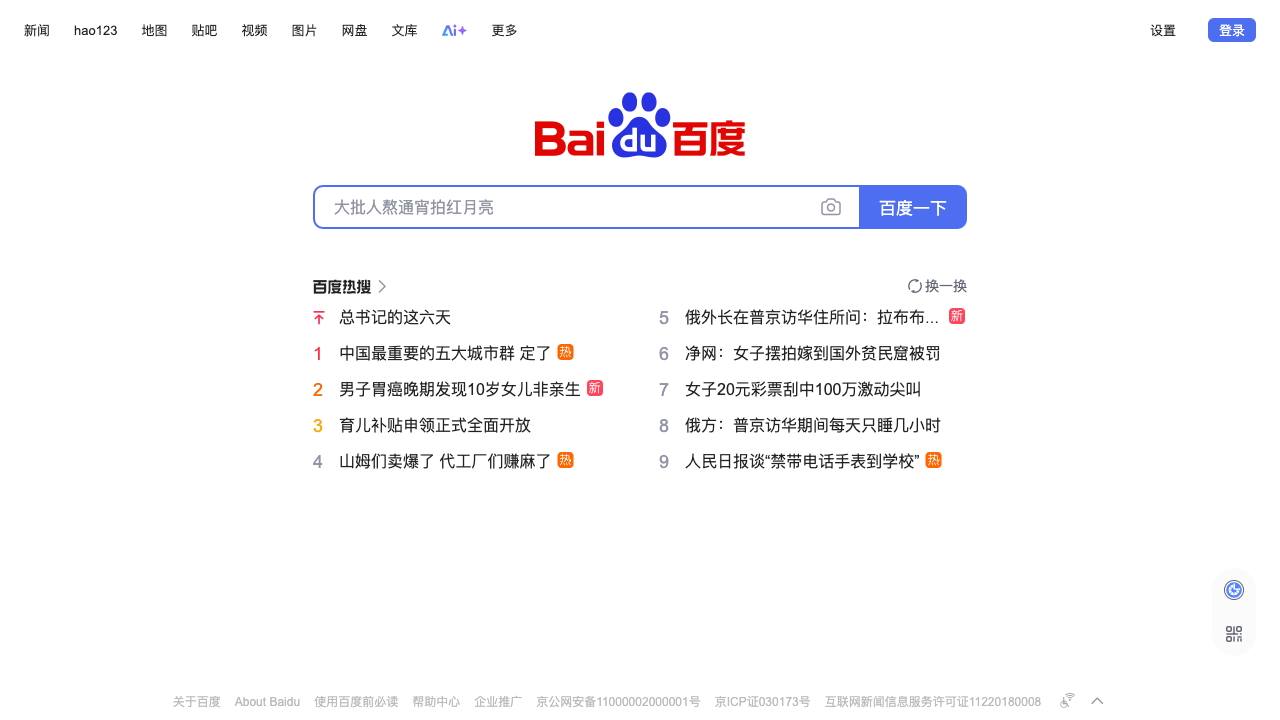 新闻 hao123 地图 贴吧 视频 图片 网盘 文库 Ai+ 更多 设置 登录
Bai du 百度
大批人熬通宵拍红月亮 百度一下
百度热搜 换一换
总书记的这六天
1 中国最重要的五大城市群 定了 热
2 男子胃癌晚期发现10岁女儿非亲生 新
3 育儿补贴申领正式全面开放
4 山姆们卖爆了 代工厂们赚麻了 热
5 俄外长在普京访华住所问：拉布布... 新
6 净网：女子摆拍嫁到国外贫民窟被罚
7 女子20元彩票刮中100万激动尖叫
8 俄方：普京访华期间每天只睡几小时
9 人民日报谈“禁带电话手表到学校” 热
关于百度 About Baidu 使用百度前必读 帮助中心 企业推广 京公网安备11000002000001号 京ICP证030173号 互联网新闻信息服务许可证11220180008